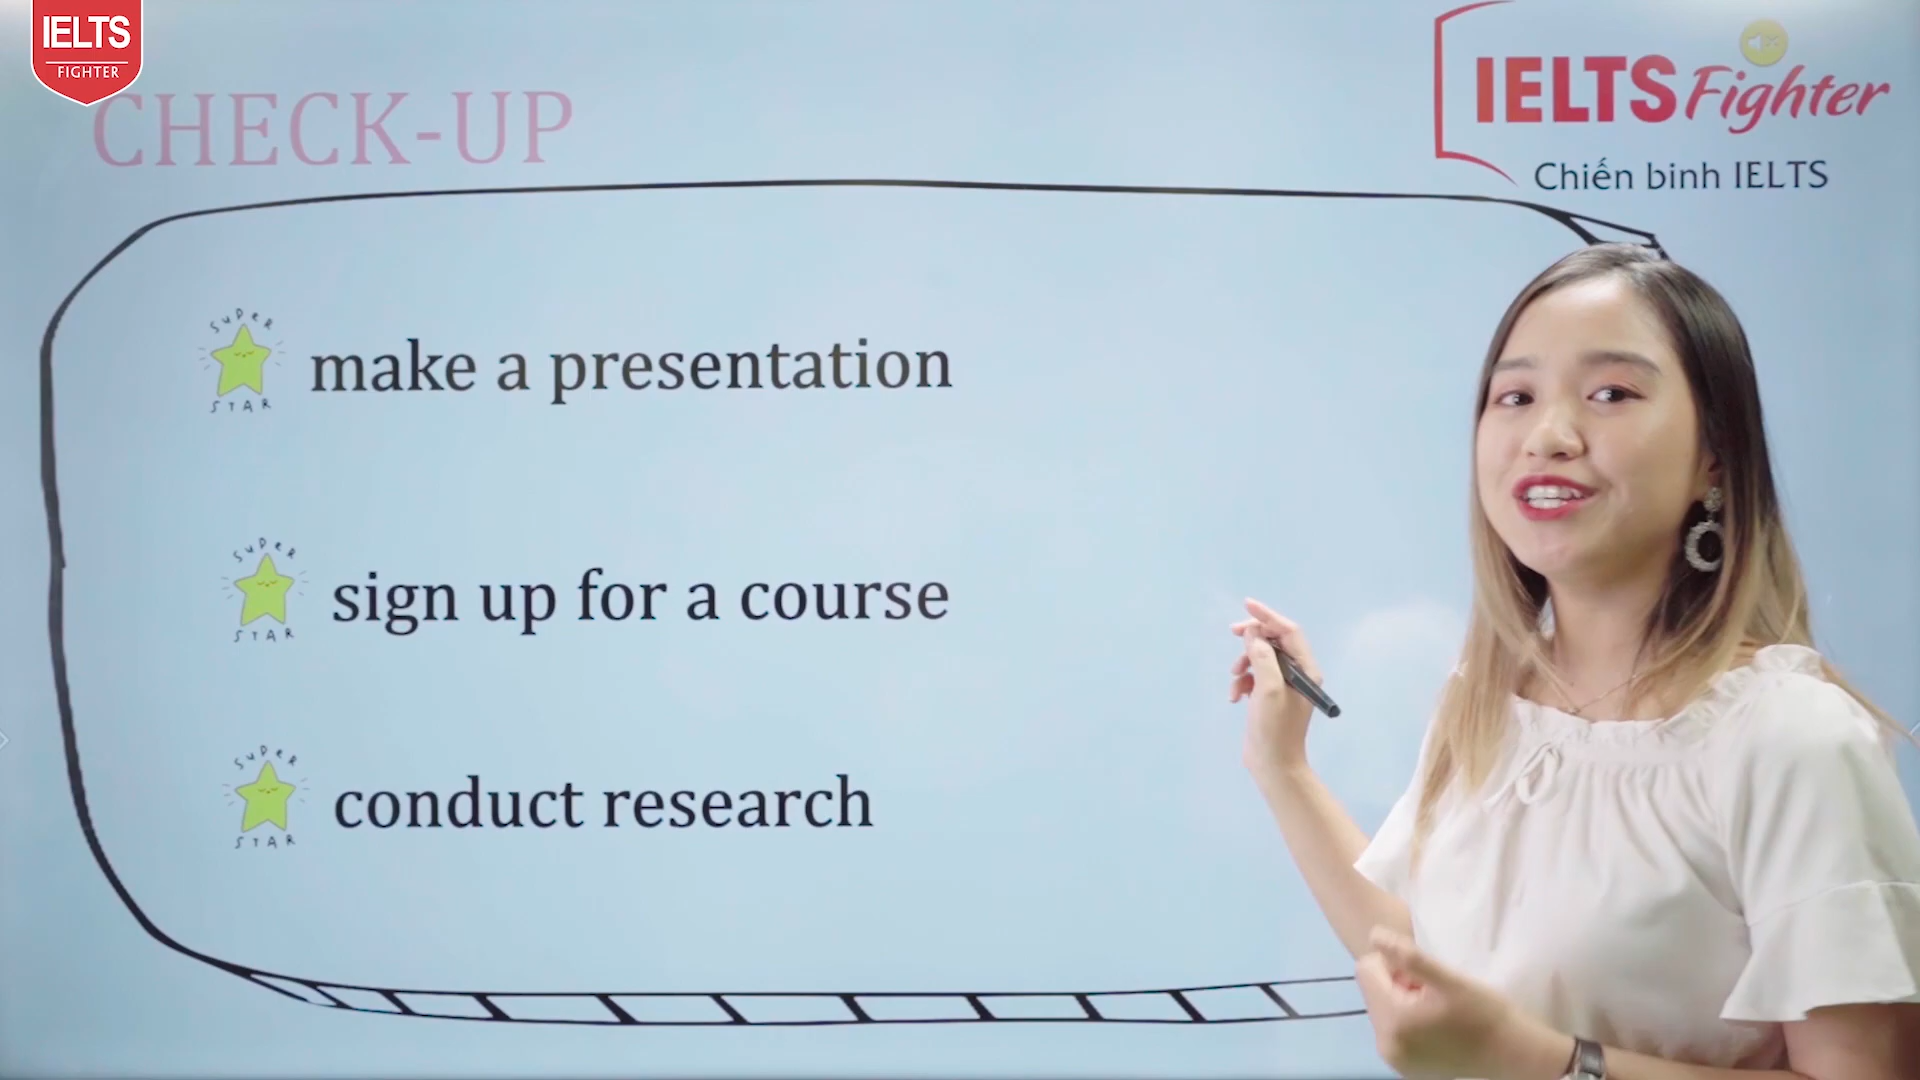 IELTS
FIGHTER
CHECK-UP
IELTS Fighter
Chiến binh IELTS
SUPER
STAR
make a presentation
SUPER
STAR
sign up for a course
SUPER
STAR
conduct research